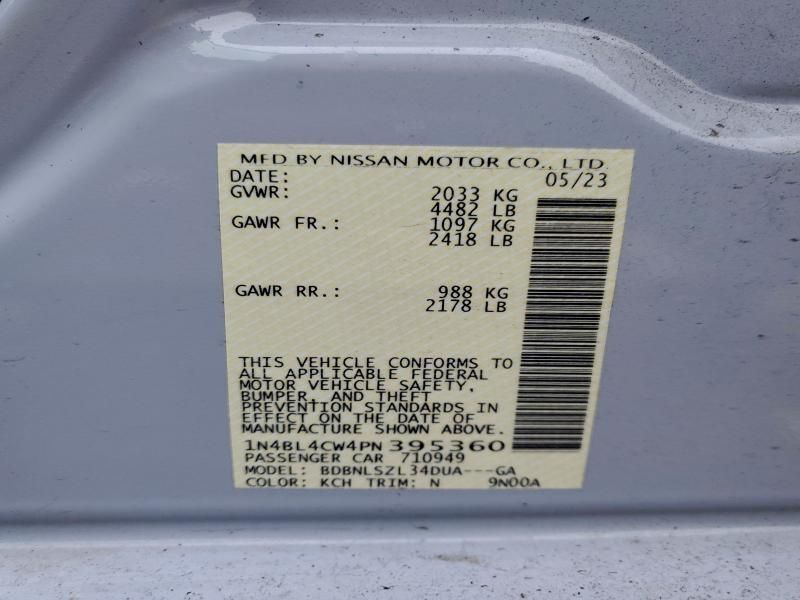 MFD BY NISSAN MOTOR CO., LTD.
DATE: 05/23
GVWR: 2033 KG
4482 LB
GAWR FR.: 1097 KG
2418 LB
GAWR RR.: 988 KG
2178 LB
THIS VEHICLE CONFORMS TO
ALL APPLICABLE FEDERAL
MOTOR VEHICLE SAFETY,
BUMPER, AND THEFT
PREVENTION STANDARDS IN
EFFECT ON THE DATE OF
MANUFACTURE SHOWN ABOVE.
1N4BL4CW4PN395360
PASSENGER CAR 710949
MODEL: BDBNLSZL34DUA---GA
COLOR: KCH TRIM: N 9N00A